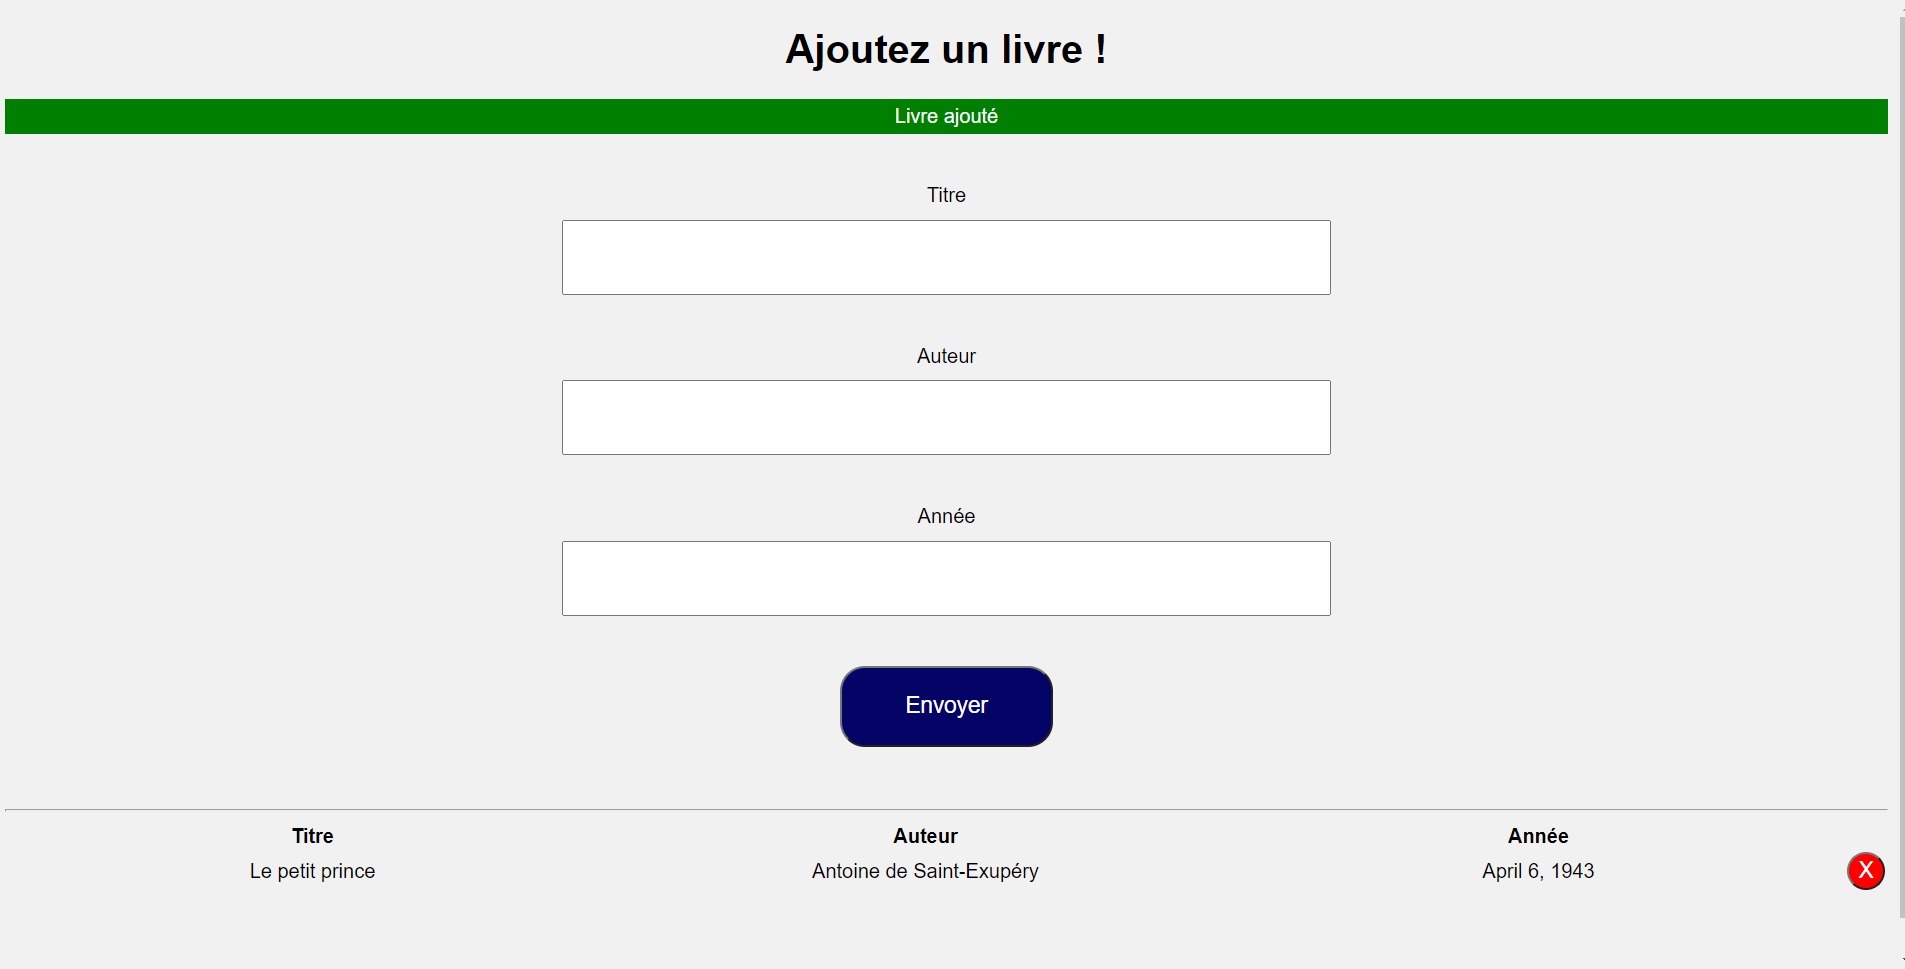 Ajoutez un livre !
Livre ajouté
Titre
Auteur
Année
Envoyer
Titre Auteur Année
Le petit prince Antoine de Saint-Exupéry April 6, 1943 X